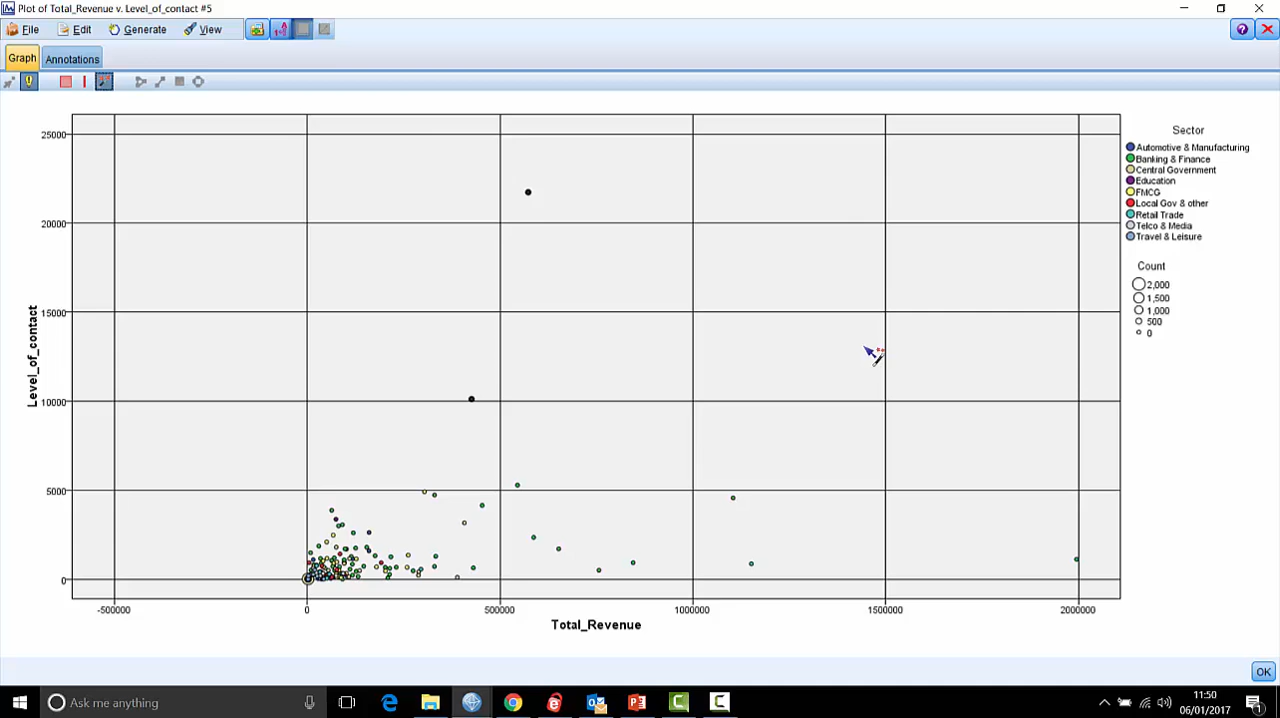 Plot of Total_Revenue v. Level_of_contact #5
File Edit Generate View
Graph Annotations
25000
20000
15000
10000
5000
0
Level_of_contact
-500000 0 500000 1000000 1500000 2000000
Total_Revenue
Sector
Automotive & Manufacturing
Banking & Finance
Central Government
Education
FMCG
Local Gov & other
Retail Trade
Telco & Media
Travel & Leisure
Count
2,000
1,500
1,000
500
0
OK
Ask me anything
11:50
06/01/2017